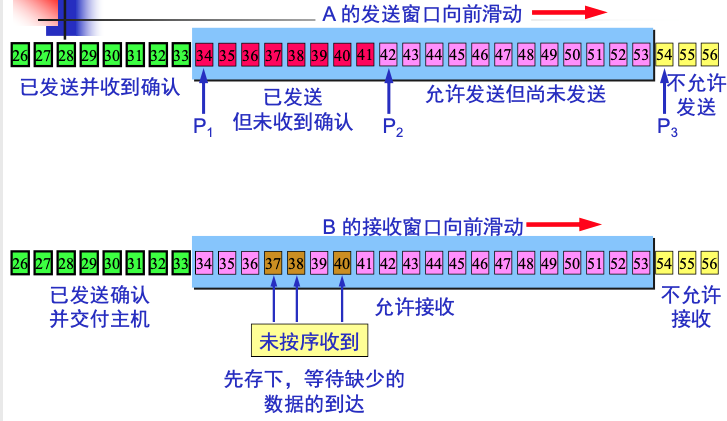 A 的发送窗口向前滑动
26 27 28 29 30 31 32 33 34 35 36 37 38 39 40 41 42 43 44 45 46 47 48 49 50 51 52 53 54 55 56
已发送并收到确认
已发送
但未收到确认
允许发送但尚未发送
不允许
发送
P1
P2
P3
B 的接收窗口向前滑动
26 27 28 29 30 31 32 33 34 35 36 37 38 39 40 41 42 43 44 45 46 47 48 49 50 51 52 53 54 55 56
已发送确认
并交付主机
允许接收
不允许
接收
未按序收到
先存下，等待缺少的
数据的到达